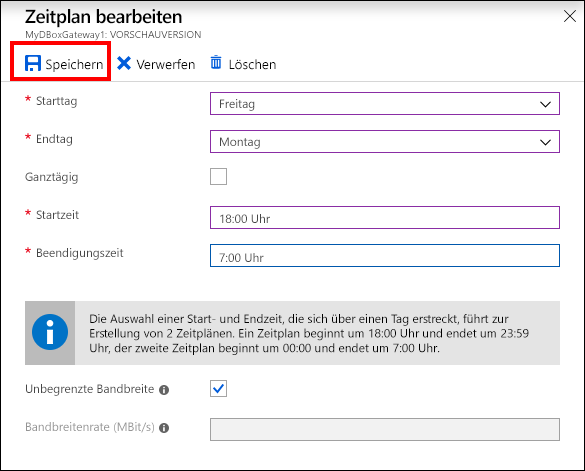 Zeitplan bearbeiten
MyDBoxGateway1: VORSCHAUVERSION
Speichern Verwerfen Löschen
* Starttag Freitag
* Endtag Montag
Ganztägig
* Startzeit 18:00 Uhr
* Beendigungszeit 7:00 Uhr
Die Auswahl einer Start- und Endzeit, die sich über einen Tag erstreckt, führt zur
Erstellung von 2 Zeitplänen. Ein Zeitplan beginnt um 18:00 Uhr und endet um 23:59
Uhr, der zweite Zeitplan beginnt um 00:00 und endet um 7:00 Uhr.
Unbegrenzte Bandbreite
Bandbreitenrate (MBit/s)